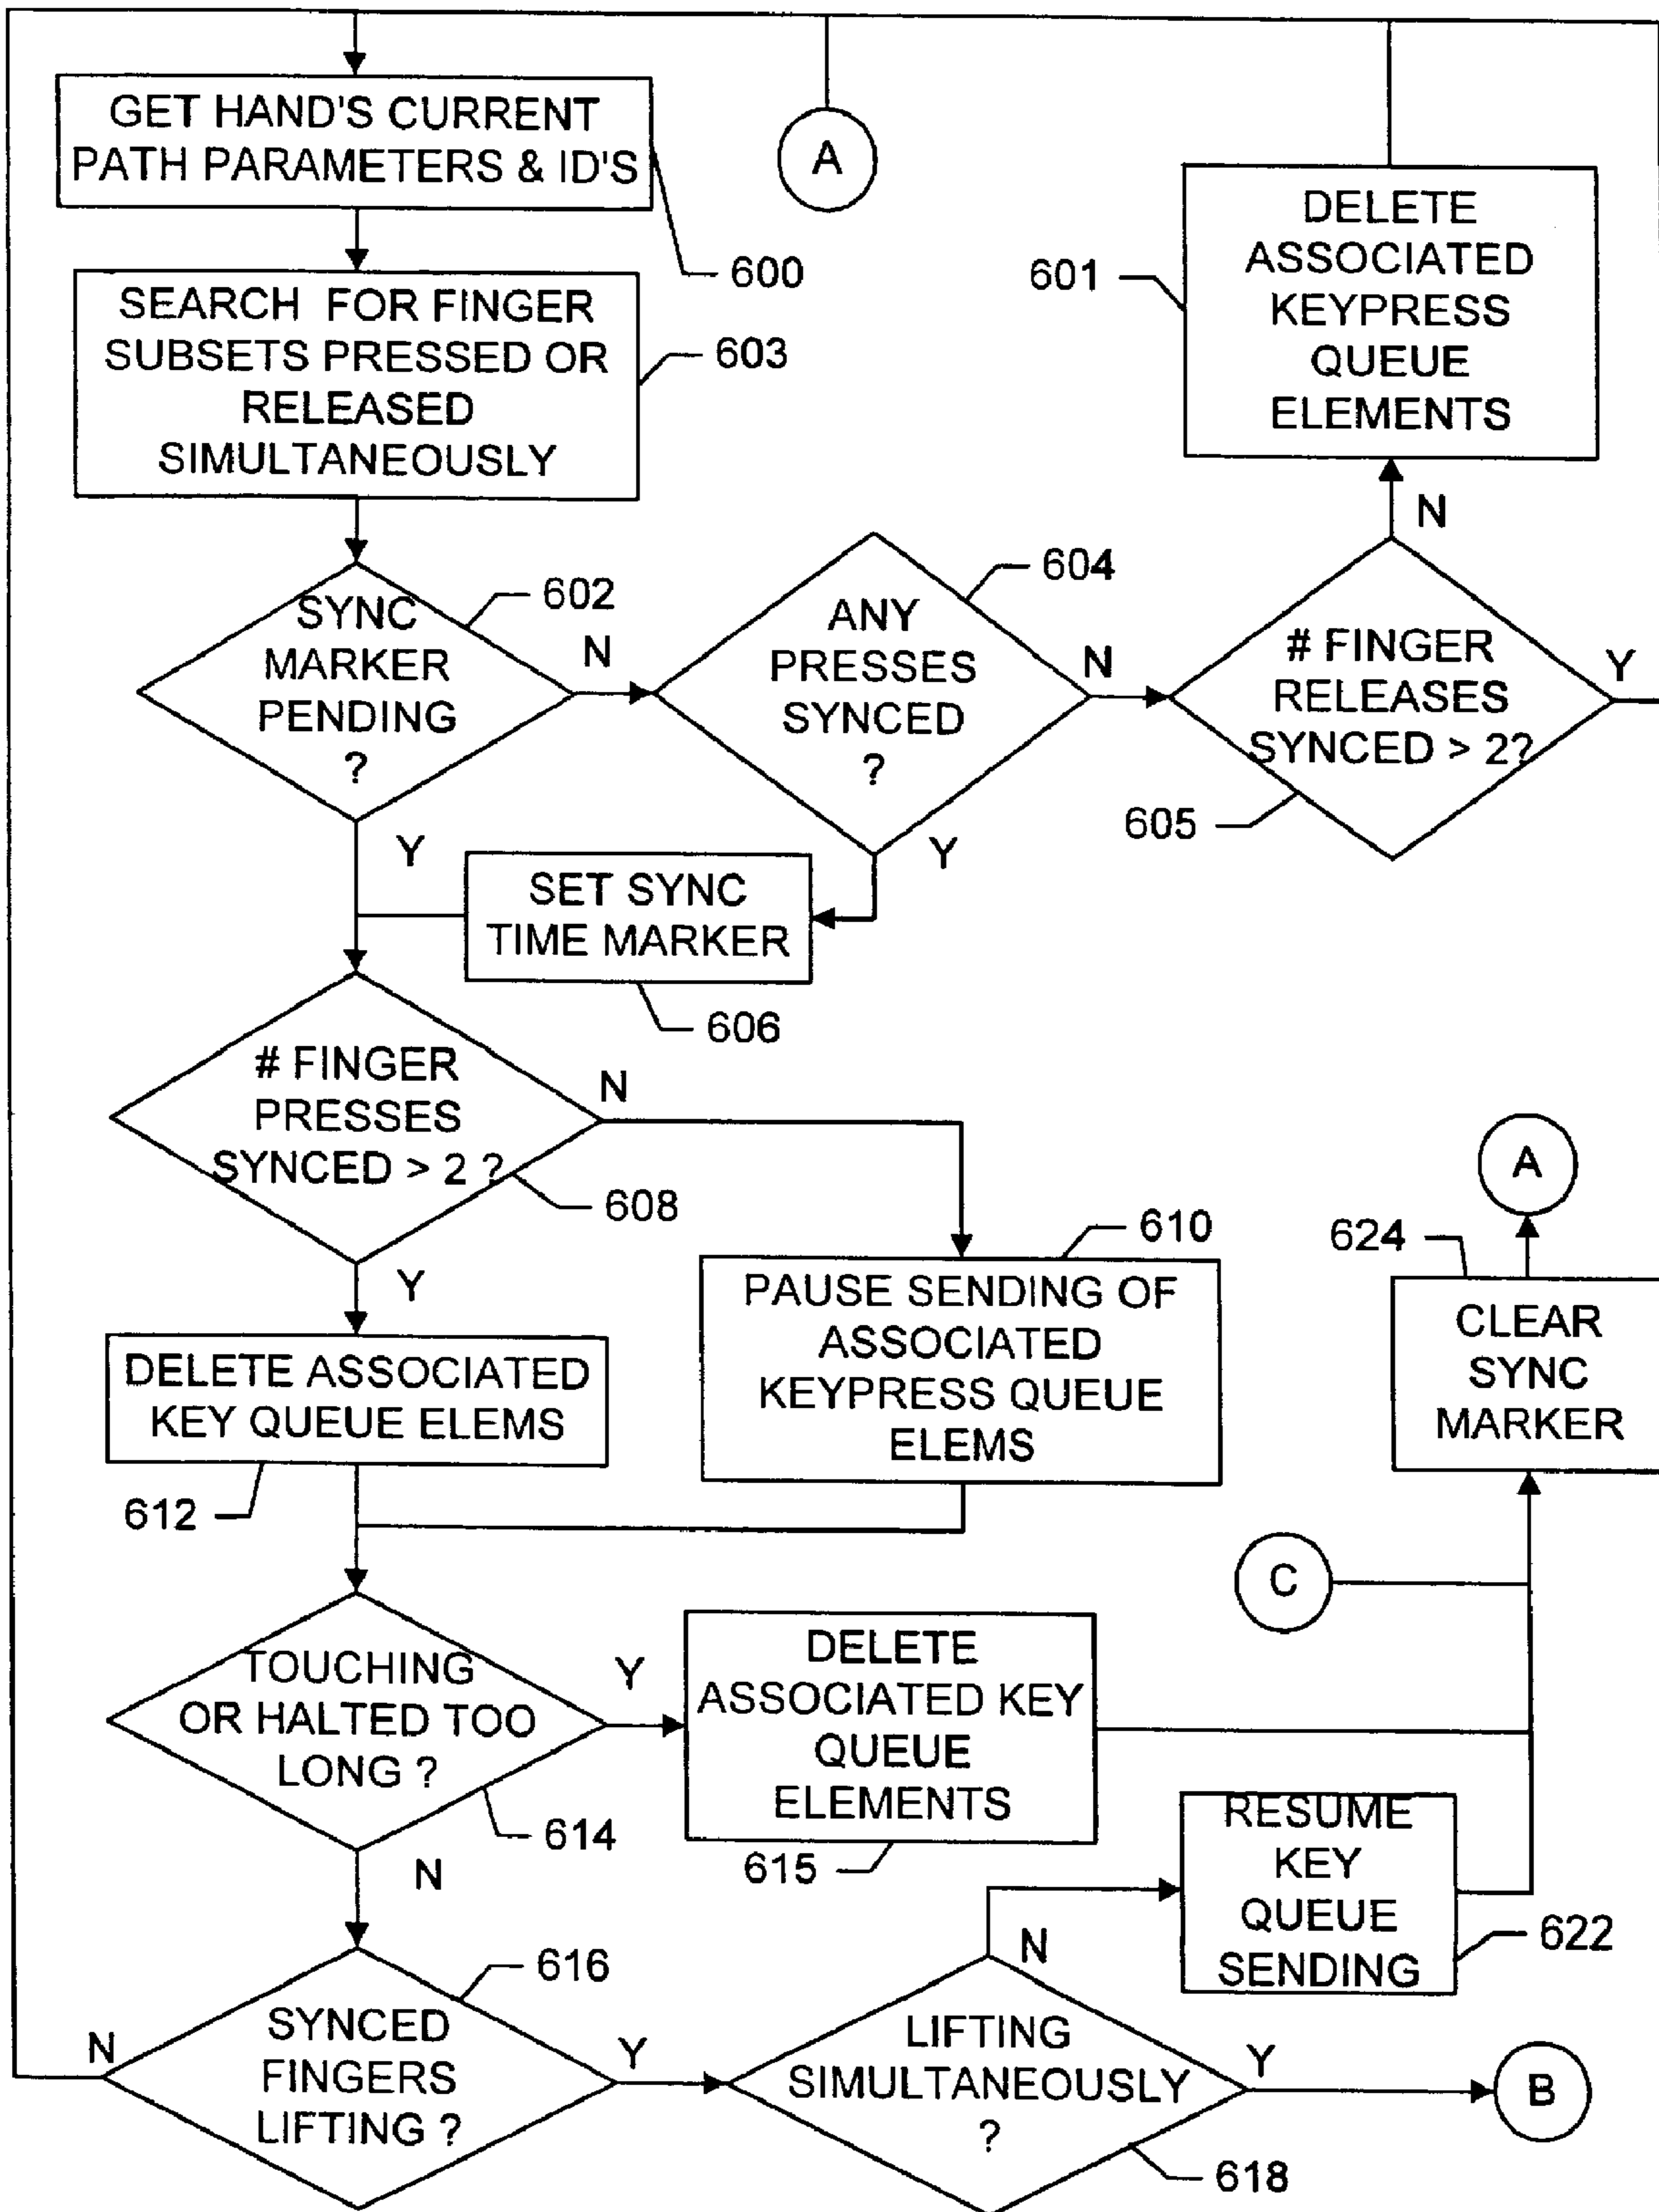 GET HAND'S CURRENT
PATH PARAMETERS & ID'S
600
A
DELETE
ASSOCIATED
KEYPRESS
QUEUE
ELEMENTS
601
SEARCH FOR FINGER
SUBSETS PRESSED OR
RELEASED
SIMULTANEOUSLY
603
N
SYNC
MARKER
PENDING
?
602
N
Y
ANY
PRESSES
SYNCED
?
604
N
Y
# FINGER
RELEASES
SYNCED > 2?
605
Y
SET SYNC
TIME MARKER
606
# FINGER
PRESSES
SYNCED > 2 ?
608
N
Y
610
PAUSE SENDING OF
ASSOCIATED
KEYPRESS QUEUE
ELEMS
A
624
CLEAR
SYNC
MARKER
DELETE ASSOCIATED
KEY QUEUE ELEMS
612
C
TOUCHING
OR HALTED TOO
LONG ?
614
Y
N
DELETE
ASSOCIATED KEY
QUEUE
ELEMENTS
615
RESUME
KEY
QUEUE
SENDING
622
SYNCED
FINGERS
LIFTING ?
616
N
Y
LIFTING
SIMULTANEOUSLY
?
618
N
Y
B